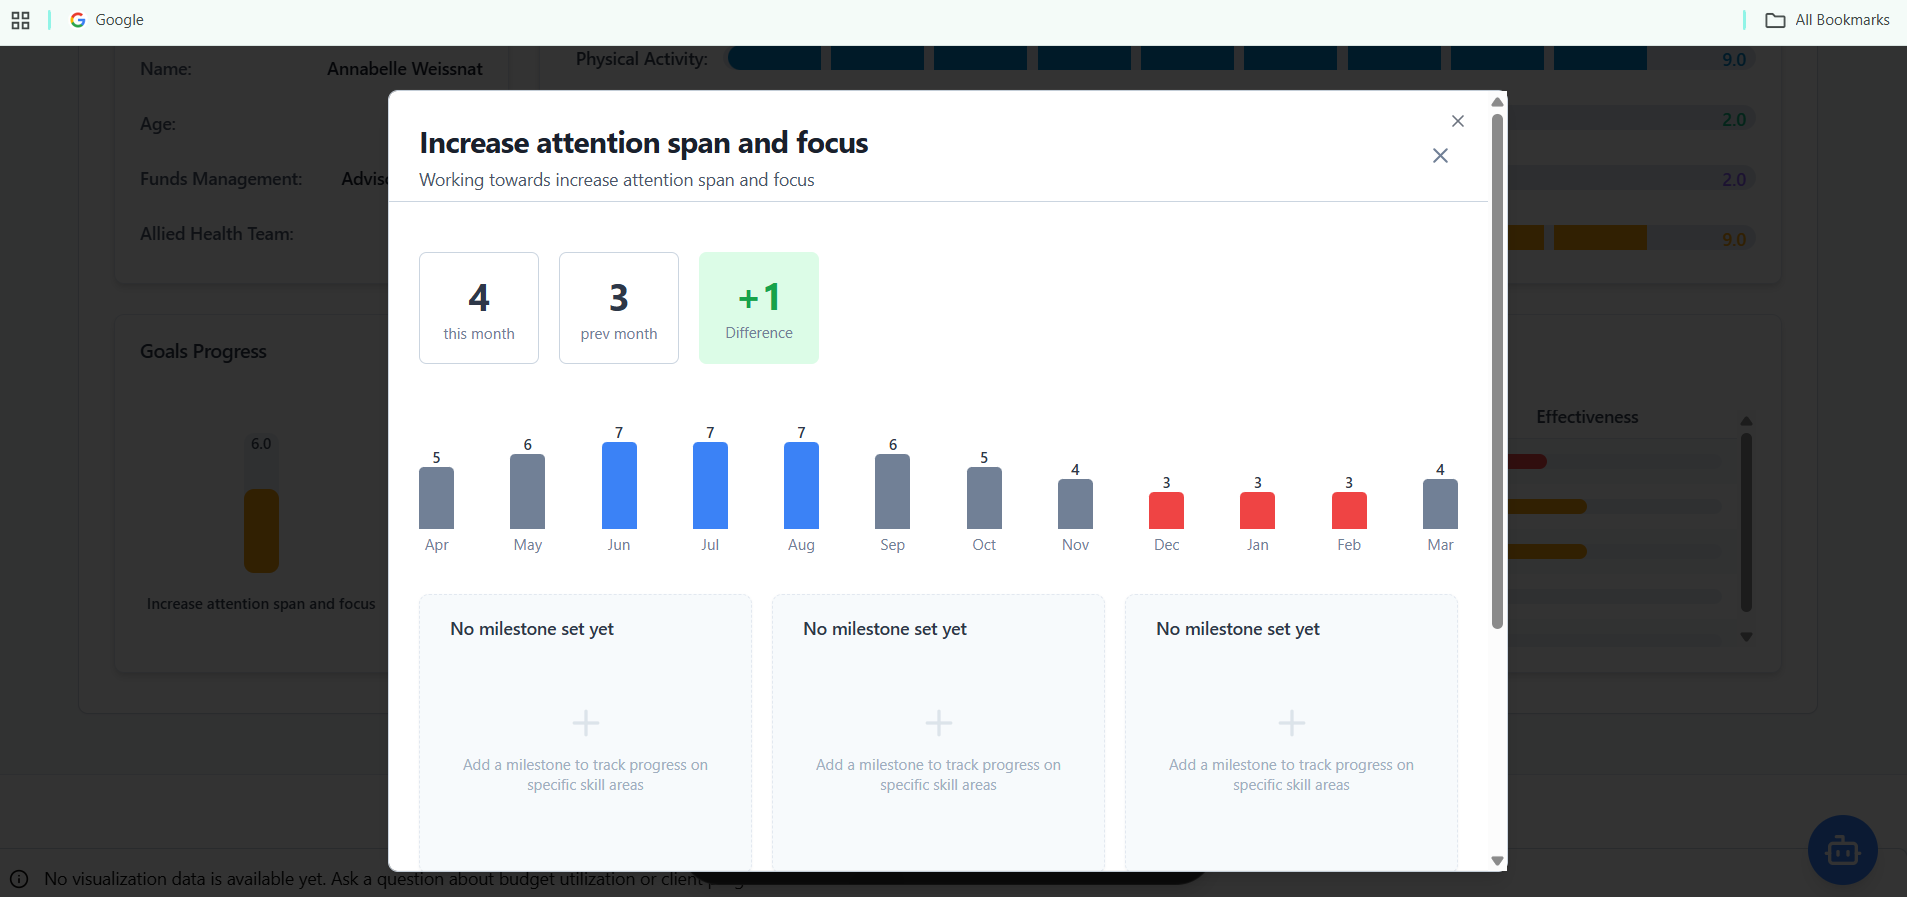 Google
All Bookmarks
Name:
Annabelle Weissnat
Physical Activity:
9.0
Age:
2.0
Funds Management:
2.0
Allied Health Team:
9.0
Increase attention span and focus
Working towards increase attention span and focus
4
this month
3
prev month
+1
Difference
Goals Progress
6.0
Increase attention span and focus
Effectiveness
5
6
7
7
7
6
5
4
3
3
3
4
Apr
May
Jun
Jul
Aug
Sep
Oct
Nov
Dec
Jan
Feb
Mar
No milestone set yet
Add a milestone to track progress on
specific skill areas
No milestone set yet
Add a milestone to track progress on
specific skill areas
No milestone set yet
Add a milestone to track progress on
specific skill areas
No visualization data is available yet. Ask a question about budget utilization or client